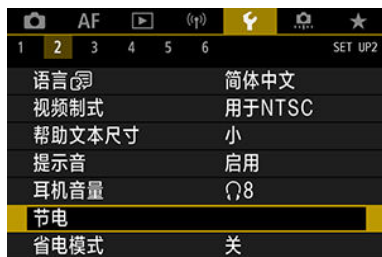 AF
1 2 3 4 5 6 SET UP2
语言 简体中文
视频制式 用于NTSC
帮助文本尺寸 小
提示音 启用
耳机音量 8
节电
省电模式 关